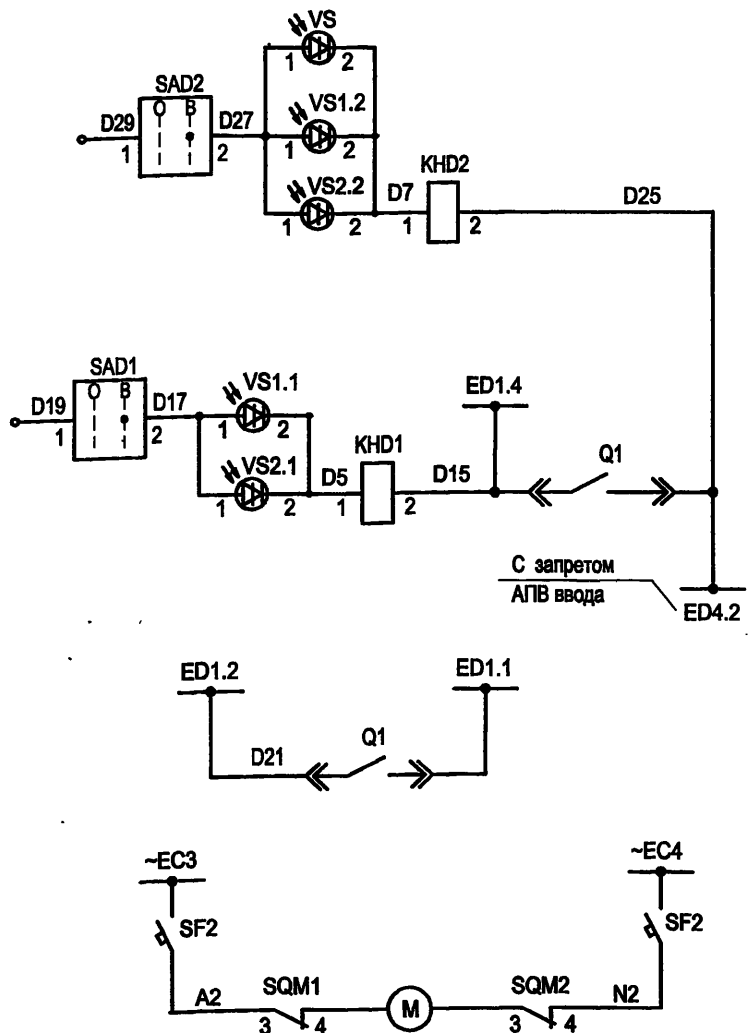 VS
1 2
SAD2
O B
D29 D27
1 2
VS1.2
1 2
VS2.2
1 2
KHD2
D7 D25
1 2
SAD1
O B
D19 D17
1 2
VS1.1
1 2
VS2.1
1 2
ED1.4
KHD1
D5 D15
1 2
Q1
С запретом
АПВ ввода
ED4.2
ED1.2 ED1.1
D21 Q1
~EC3 ~EC4
SF2 SF2
A2 SQM1 M SQM2 N2
3 4 3 4